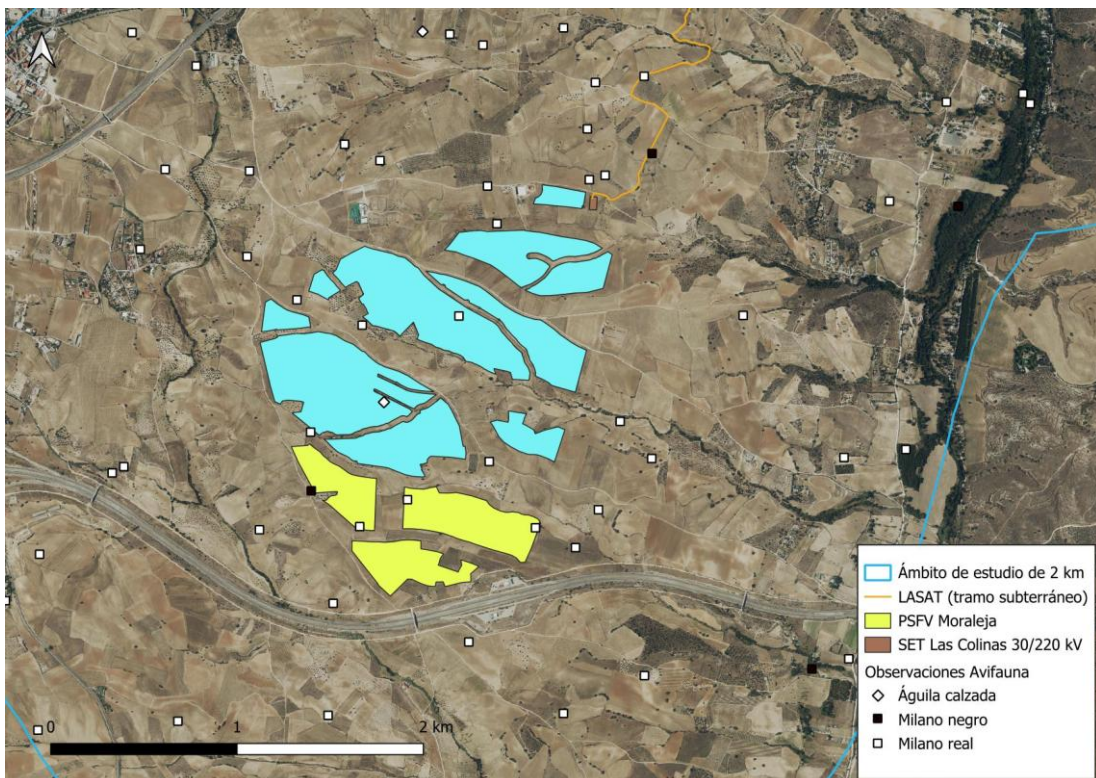 Ámbito de estudio de 2 km
LASAT (tramo subterráneo)
PSFV Moraleja
SET Las Colinas 30/220 kV
Observaciones Avifauna
Águila calzada
Milano negro
Milano real
0 1 2 km